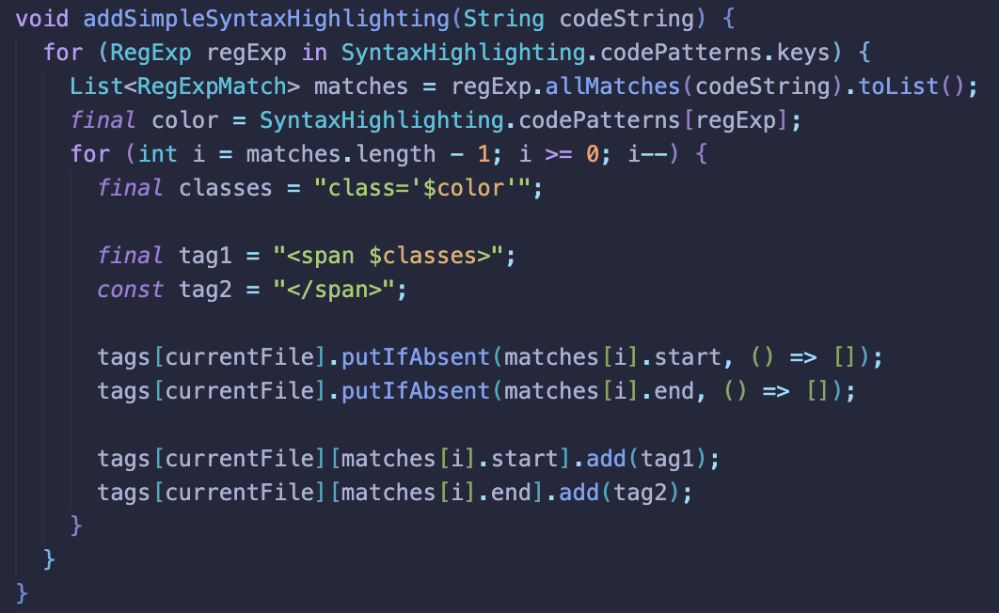 void addSimpleSyntaxHighlighting(String codeString) {
  for (RegExp regExp in SyntaxHighlighting.codePatterns.keys) {
    List<RegExpMatch> matches = regExp.allMatches(codeString).toList();
    final color = SyntaxHighlighting.codePatterns[regExp];
    for (int i = matches.length - 1; i >= 0; i--) {
      final classes = "class='$color'";

      final tag1 = "<span $classes>";
      const tag2 = "</span>";

      tags[currentFile].putIfAbsent(matches[i].start, () => []);
      tags[currentFile].putIfAbsent(matches[i].end, () => []);

      tags[currentFile][matches[i].start].add(tag1);
      tags[currentFile][matches[i].end].add(tag2);
    }
  }
}